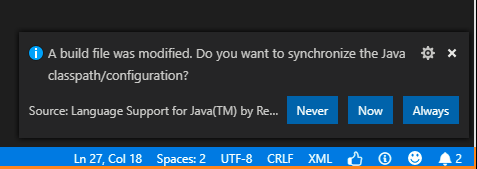 A build file was modified. Do you want to synchronize the Java
classpath/configuration?
Source: Language Support for Java(TM) by Re... Never Now Always
Ln 27, Col 18 Spaces: 2 UTF-8 CRLF XML 2